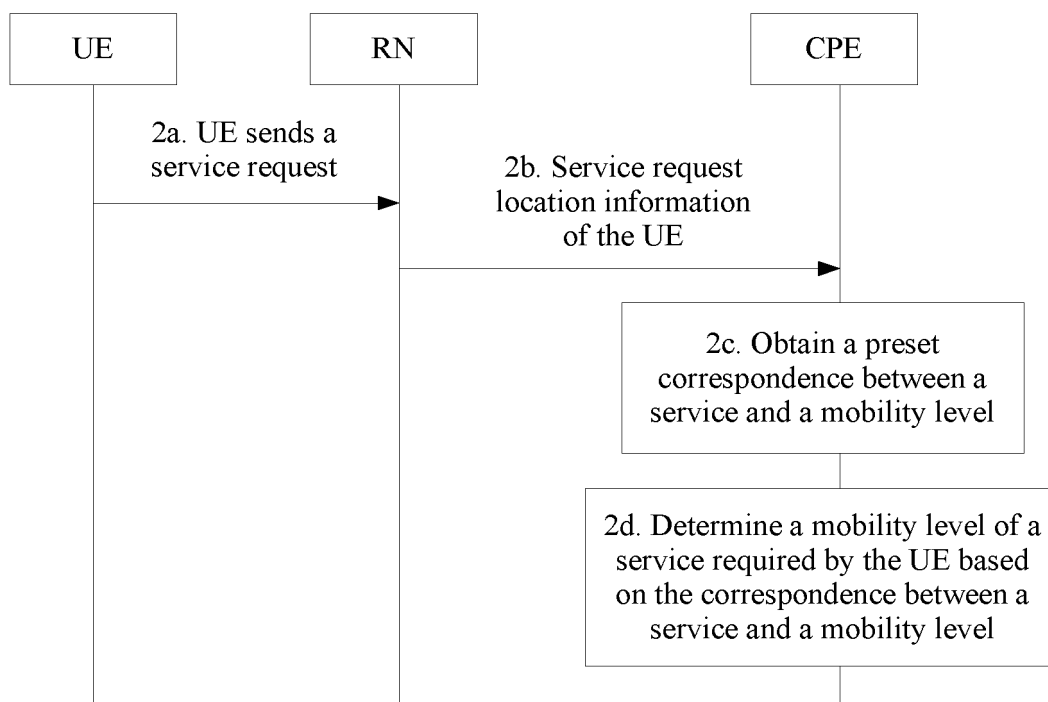 UE
RN
CPE
2a. UE sends a
service request
2b. Service request
location information
of the UE
2c. Obtain a preset
correspondence between a
service and a mobility level
2d. Determine a mobility level of a
service required by the UE based
on the correspondence between a
service and a mobility level